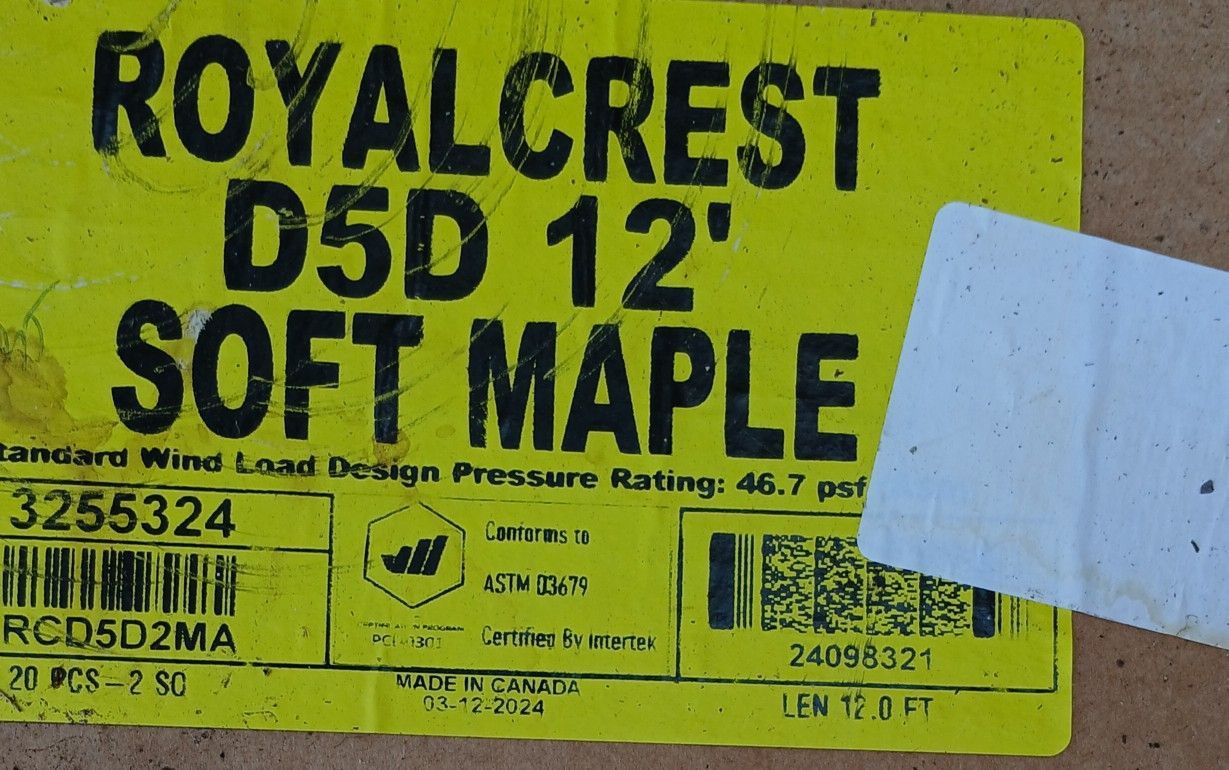 ROYALCREST
D5D 12'
SOFT MAPLE
tandard Wind Load Design Pressure Rating: 46.7 psf
3255324
RCD5D2MA
20 PCS-2 SQ
Conforms to
ASTM D3679
Certified By Intertek
MADE IN CANADA
03-12-2024
24098321
LEN 12.0 FT